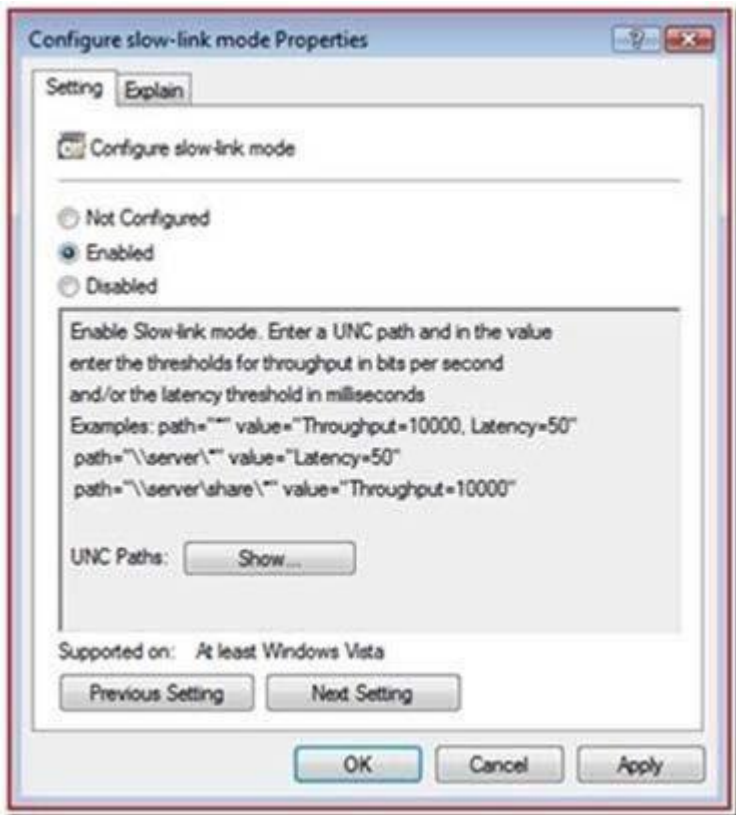 Configure slow-link mode Properties
Setting
Explain
Configure slow-link mode
Not Configured
Enabled
Disabled
Enable Slow-link mode. Enter a UNC path and in the value
enter the thresholds for throughput in bits per second
and/or the latency threshold in milliseconds
Examples: path="*" value="Throughput=10000, Latency=50"
path="\\server\*" value="Latency=50"
path="\\server\share\*" value="Throughput=10000"
UNC Paths:
Show...
Supported on: At least Windows Vista
Previous Setting
Next Setting
OK
Cancel
Apply